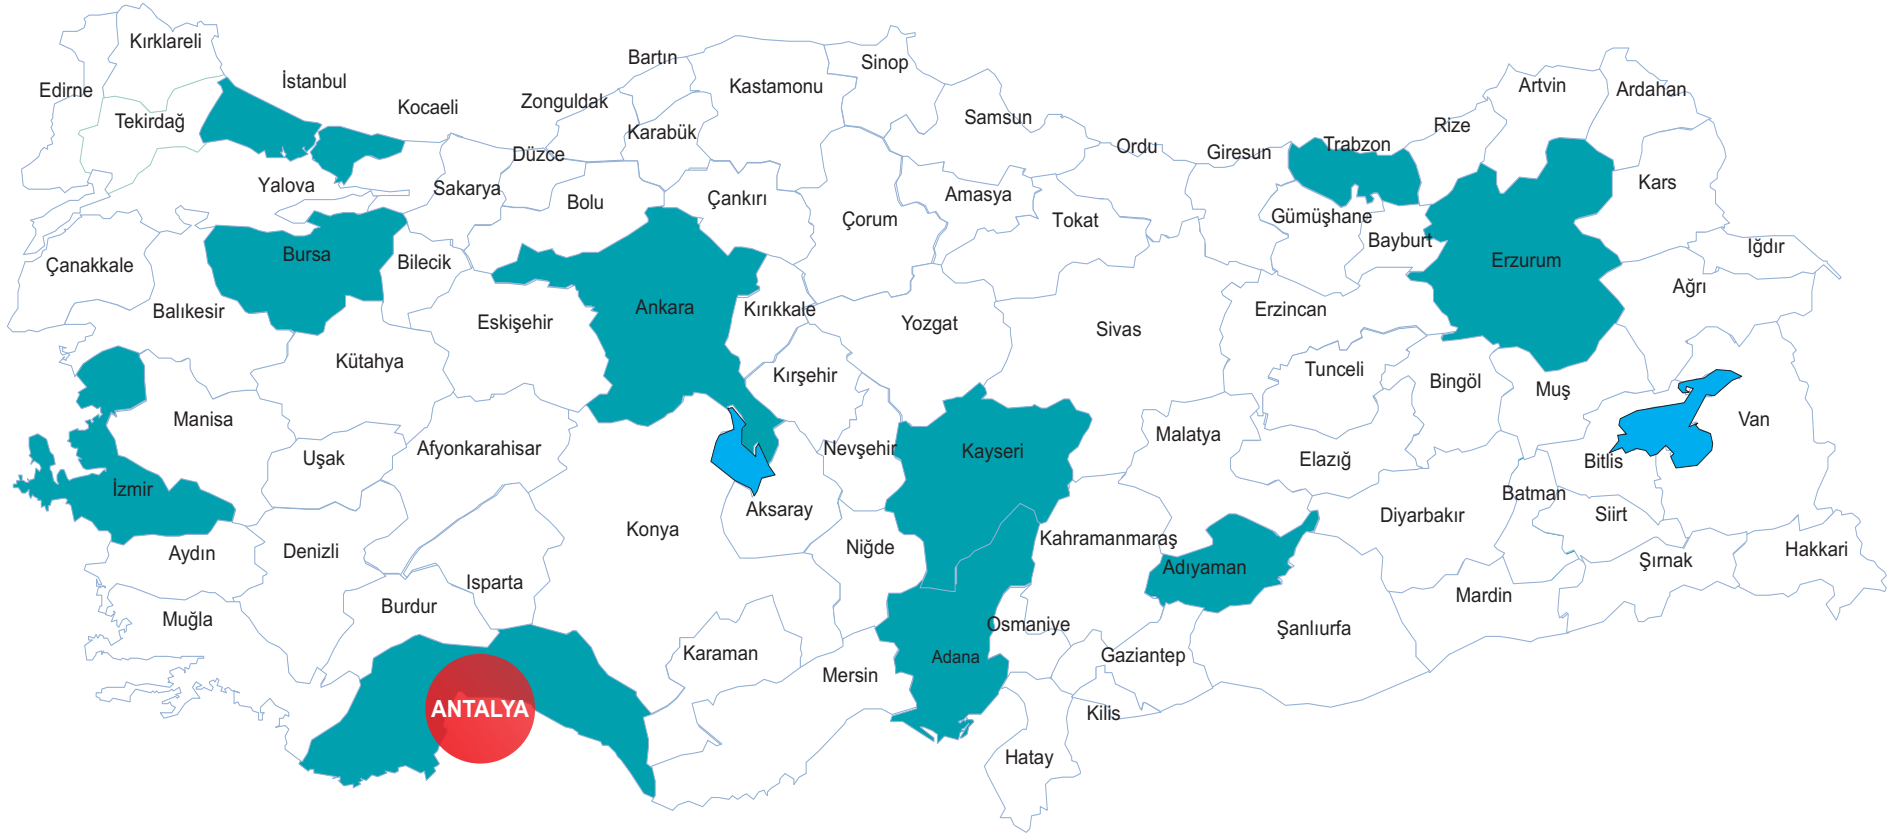 Kırklareli
Bartın
Sinop
İstanbul
Edirne
Kastamonu
Artvin
Ardahan
Kocaeli
Zonguldak
Tekirdağ
Samsun
Rize
Karabük
Ordu
Trabzon
Düzce
Giresun
Yalova
Sakarya
Kars
Bolu
Çankırı
Amasya
Çorum
Tokat
Gümüşhane
Bayburt
Iğdır
Bursa
Bilecik
Çanakkale
Erzurum
Ağrı
Balıkesir
Ankara
Kırıkkale
Erzincan
Eskişehir
Yozgat
Sivas
Kütahya
Kırşehir
Tunceli
Bingöl
Muş
Manisa
Van
Malatya
Afyonkarahisar
Nevşehir
Kayseri
Uşak
Elazığ
Bitlis
İzmir
Batman
Aksaray
Siirt
Diyarbakır
Konya
Kahramanmaraş
Niğde
Aydın
Denizli
Hakkari
Şırnak
Adıyaman
Isparta
Mardin
Burdur
Muğla
Osmaniye
Şanlıurfa
Karaman
Adana
Gaziantep
Mersin
ANTALYA
Kilis
Hatay